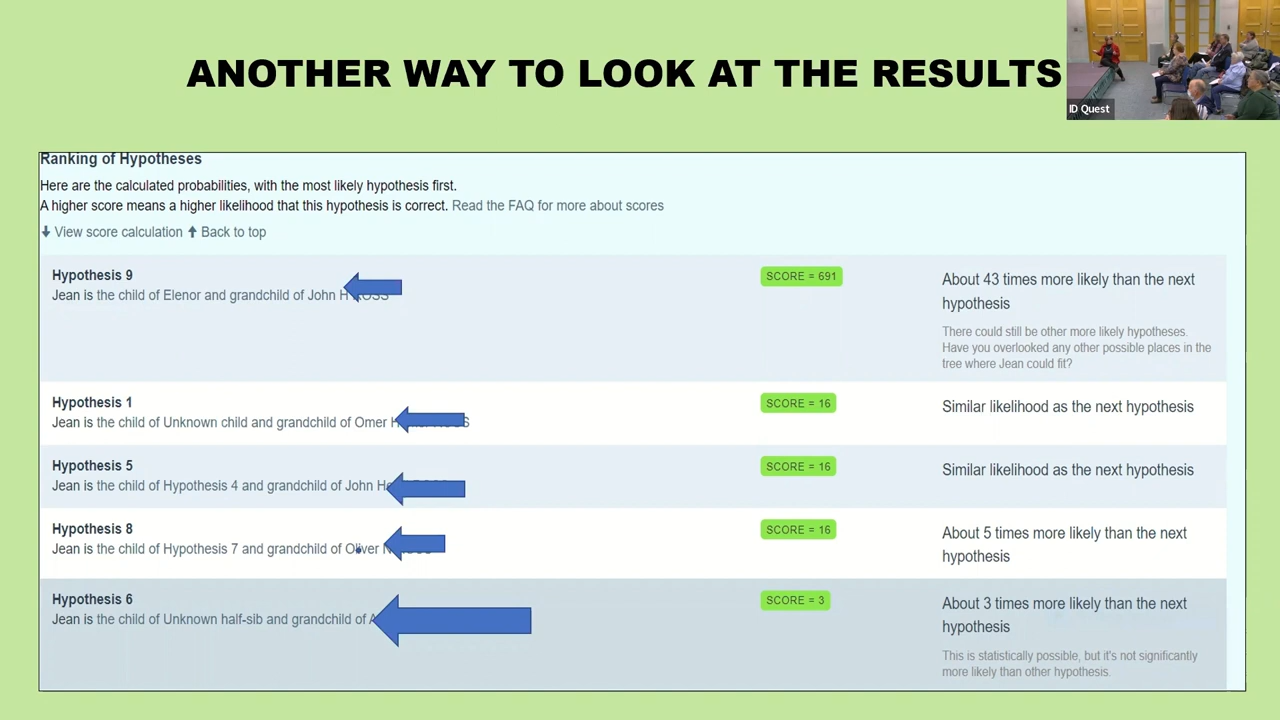 ANOTHER WAY TO LOOK AT THE RESULTS
ID Quest
Ranking of Hypotheses
Here are the calculated probabilities, with the most likely hypothesis first.
A higher score means a higher likelihood that this hypothesis is correct. Read the FAQ for more about scores
View score calculation Back to top
Hypothesis 9
Jean is the child of Elenor and grandchild of John H
SCORE = 691
About 43 times more likely than the next
hypothesis
There could still be other more likely hypotheses.
Have you overlooked any other possible places in the
tree where Jean could fit?
Hypothesis 1
Jean is the child of Unknown child and grandchild of Omer
SCORE = 16
Similar likelihood as the next hypothesis
Hypothesis 5
Jean is the child of Hypothesis 4 and grandchild of John
SCORE = 16
Similar likelihood as the next hypothesis
Hypothesis 8
Jean is the child of Hypothesis 7 and grandchild of Oliver
SCORE = 16
About 5 times more likely than the next
hypothesis
Hypothesis 6
Jean is the child of Unknown half-sib and grandchild of
SCORE = 3
About 3 times more likely than the next
hypothesis
This is statistically possible, but it's not significantly
more likely than other hypothesis.